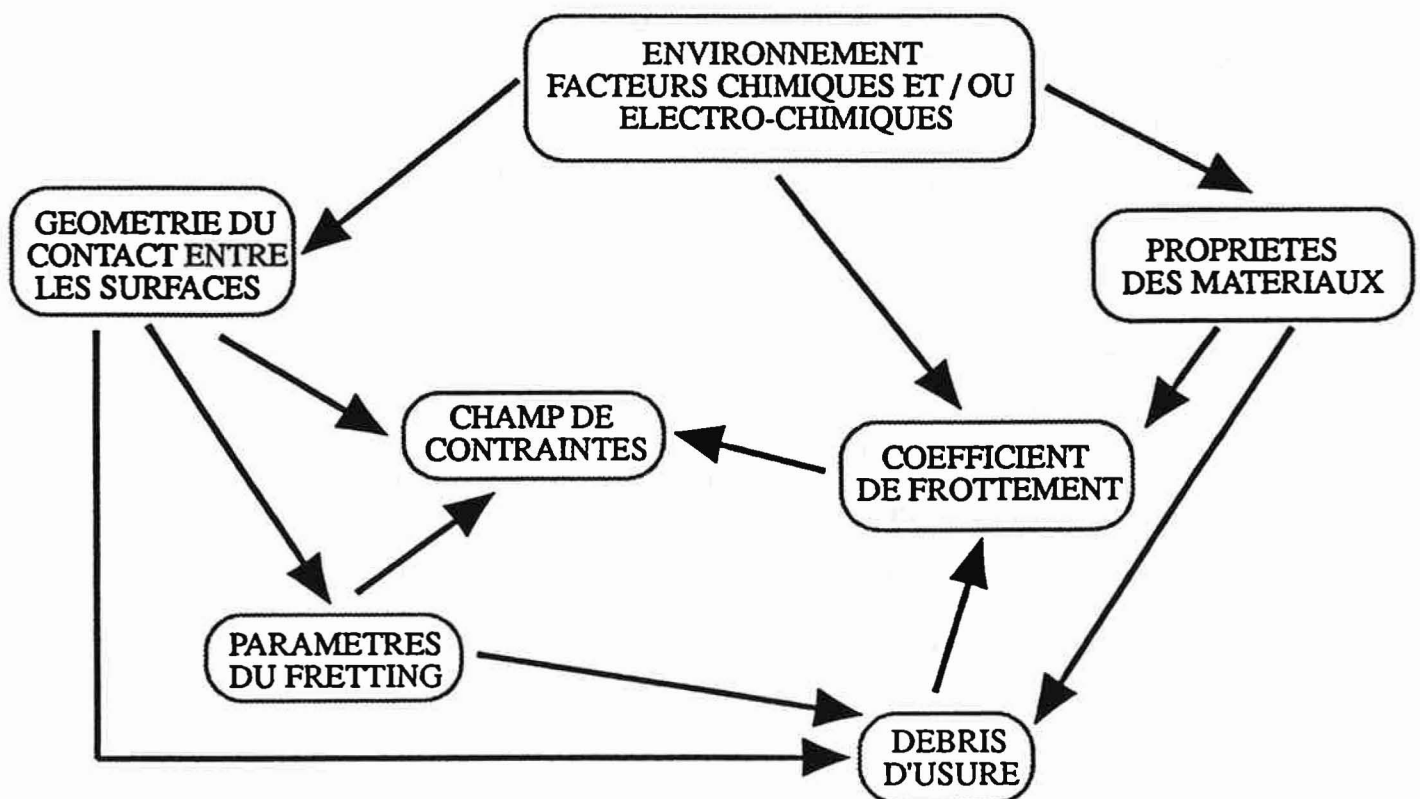 ENVIRONNEMENT
FACTEURS CHIMIQUES ET / OU
ELECTRO-CHIMIQUES
GEOMETRIE DU
CONTACT ENTRE
LES SURFACES
PROPRIETES
DES MATERIAUX
CHAMP DE
CONTRAINTES
COEFFICIENT
DE FROTTEMENT
PARAMETRES
DU FRETTING
DEBRIS
D'USURE